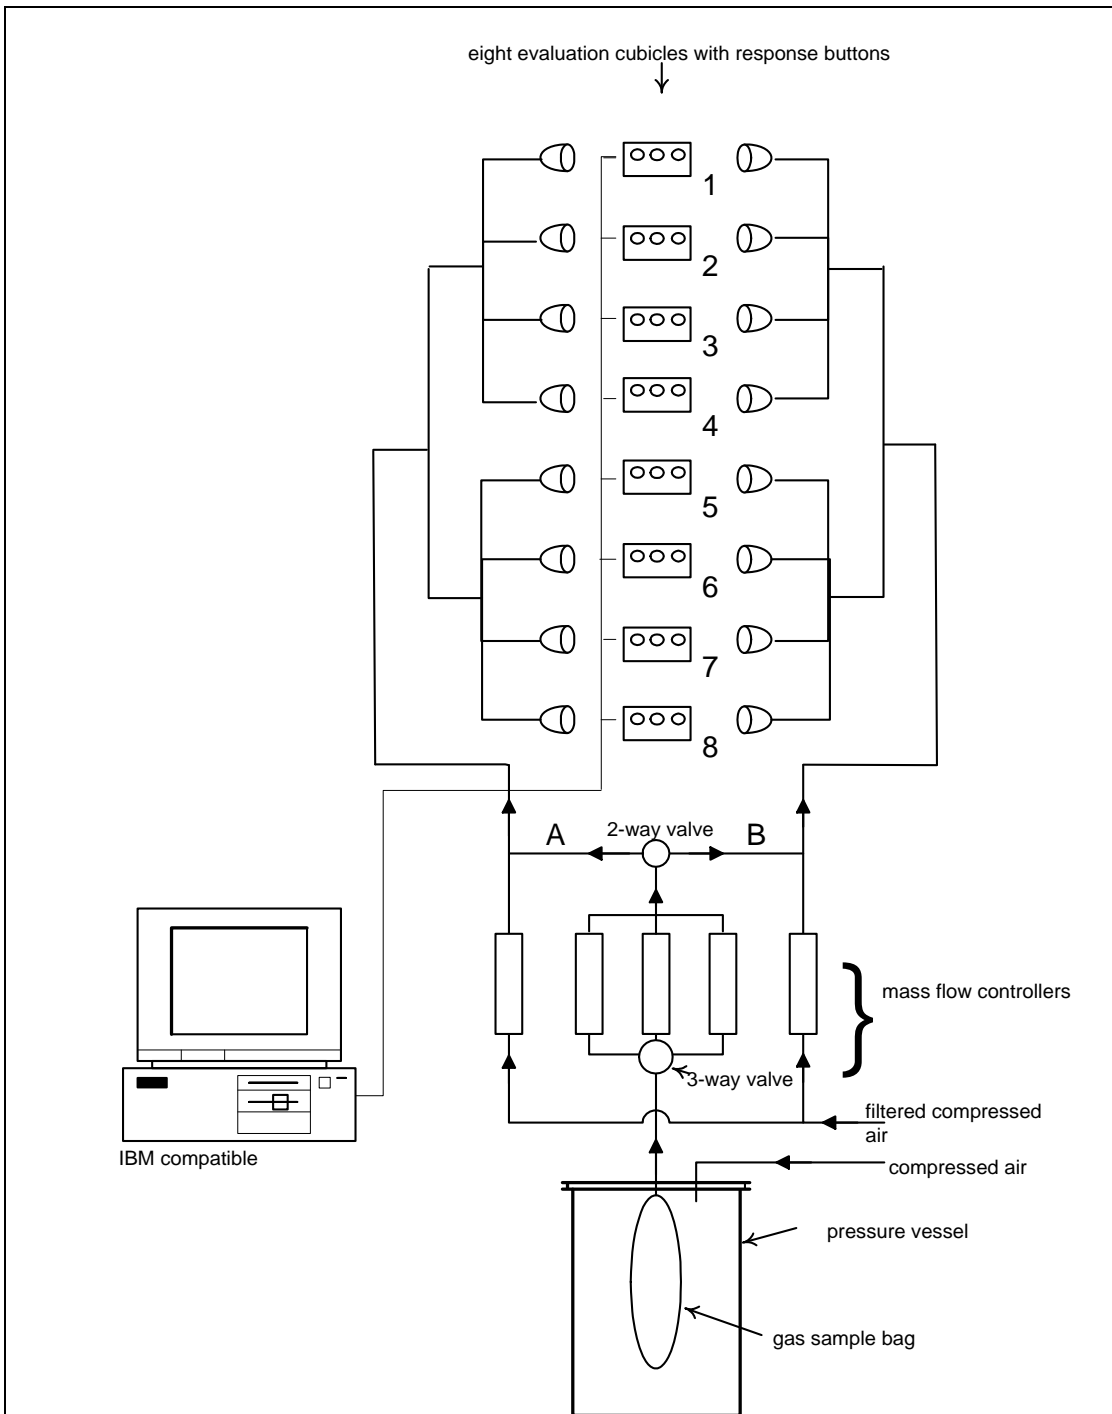 eight evaluation cubicles with response buttons
1
2
3
4
5
6
7
8
A
2-way valve
B
mass flow controllers
3-way valve
filtered compressed
air
IBM compatible
compressed air
pressure vessel
gas sample bag